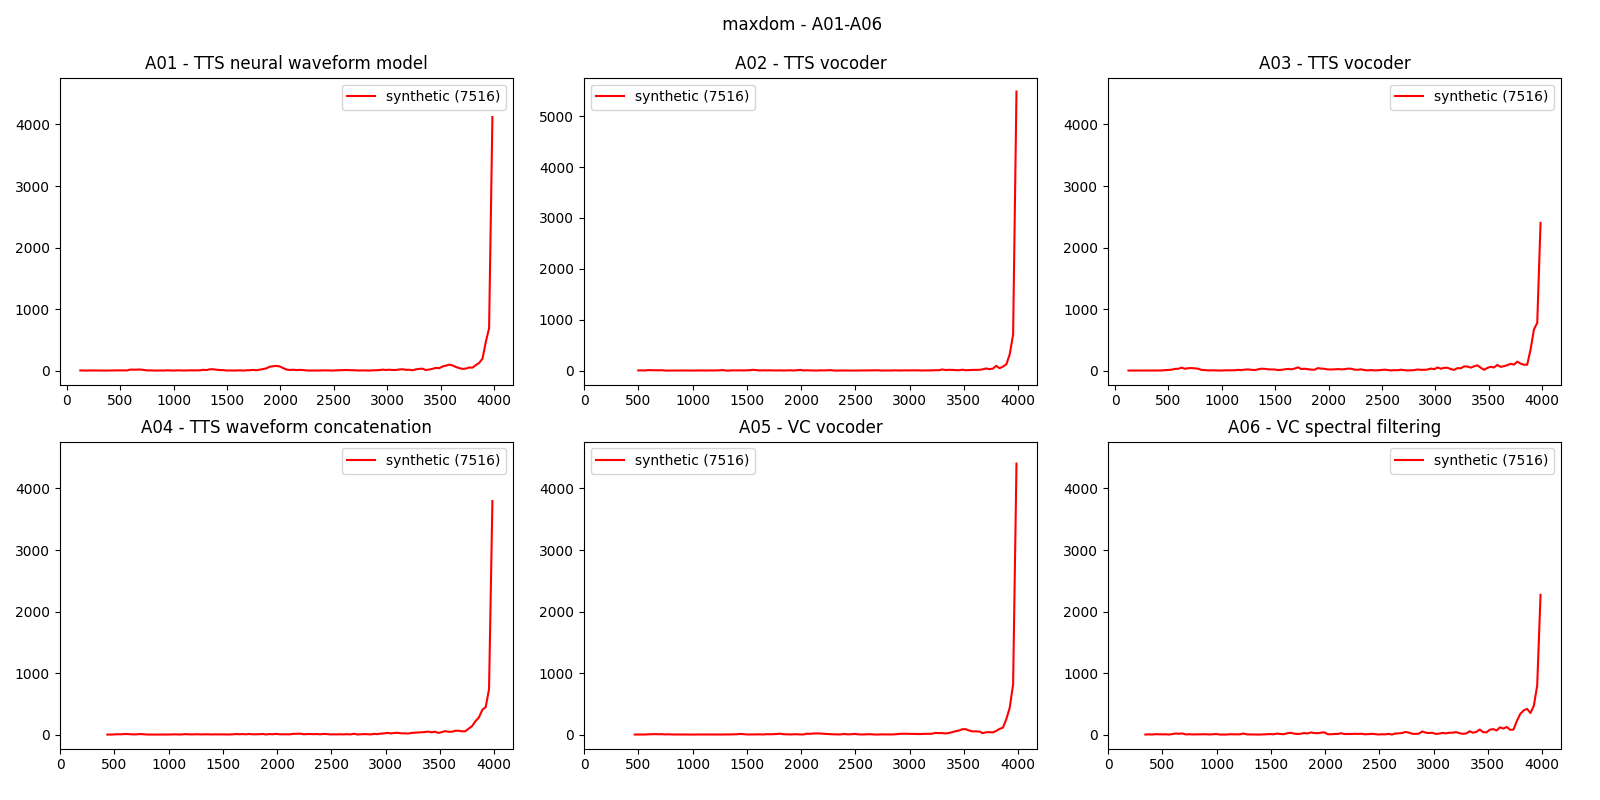 maxdom - A01-A06
A01 - TTS neural waveform model
synthetic (7516)
4000
3000
2000
1000
0
0 500 1000 1500 2000 2500 3000 3500 4000
A02 - TTS vocoder
synthetic (7516)
5000
4000
3000
2000
1000
0
0 500 1000 1500 2000 2500 3000 3500 4000
A03 - TTS vocoder
synthetic (7516)
4000
3000
2000
1000
0
0 500 1000 1500 2000 2500 3000 3500 4000
A04 - TTS waveform concatenation
synthetic (7516)
4000
3000
2000
1000
0
0 500 1000 1500 2000 2500 3000 3500 4000
A05 - VC vocoder
synthetic (7516)
4000
3000
2000
1000
0
0 500 1000 1500 2000 2500 3000 3500 4000
A06 - VC spectral filtering
synthetic (7516)
4000
3000
2000
1000
0
0 500 1000 1500 2000 2500 3000 3500 4000